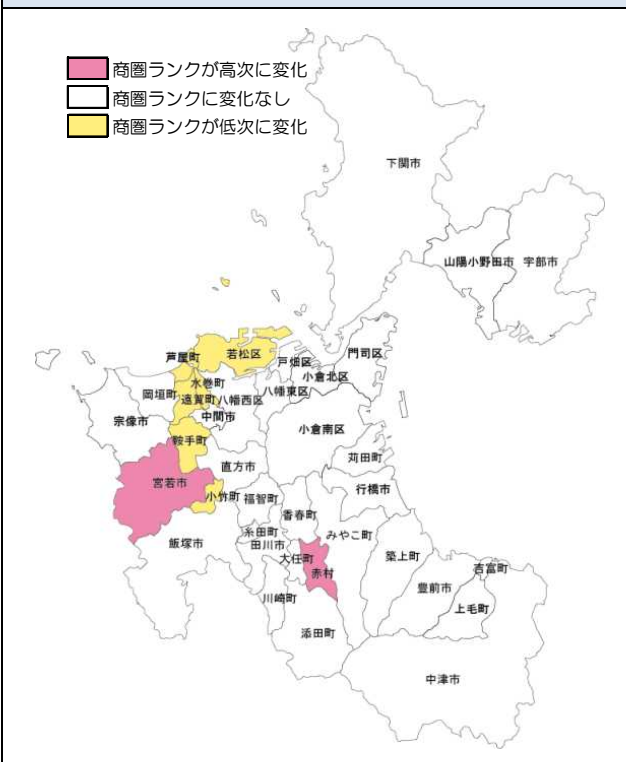 商圏ランクが高次に変化
商圏ランクに変化なし
商圏ランクが低次に変化
下関市
山陽小野田市
宇部市
門司区
若松区
戸畑区
芦屋町
小倉北区
水巻町
岡垣町
遠賀町
八幡西区
八幡東区
中間市
宗像市
小倉南区
鞍手町
苅田町
直方市
宮若市
行橋市
小竹町
福智町
香春町
みやこ町
糸田町
田川市
飯塚市
大任町
築上町
吉富町
赤村
豊前市
川崎町
上毛町
添田町
中津市